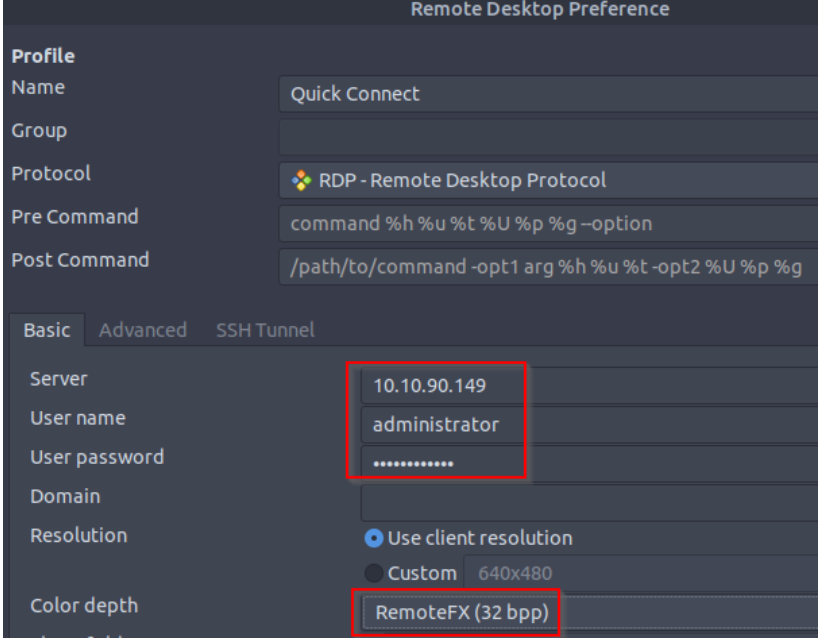 Remote Desktop Preference
Profile
Name Quick Connect
Group
Protocol RDP - Remote Desktop Protocol
Pre Command command %h %u %t %U %p %g --option
Post Command /path/to/command -opt1 arg %h %u %t -opt2 %U %p %g
Basic Advanced SSH Tunnel
Server 10.10.90.149
User name administrator
User password ••••••••••••
Domain
Resolution Use client resolution
Custom 640x480
Color depth RemoteFX (32 bpp)